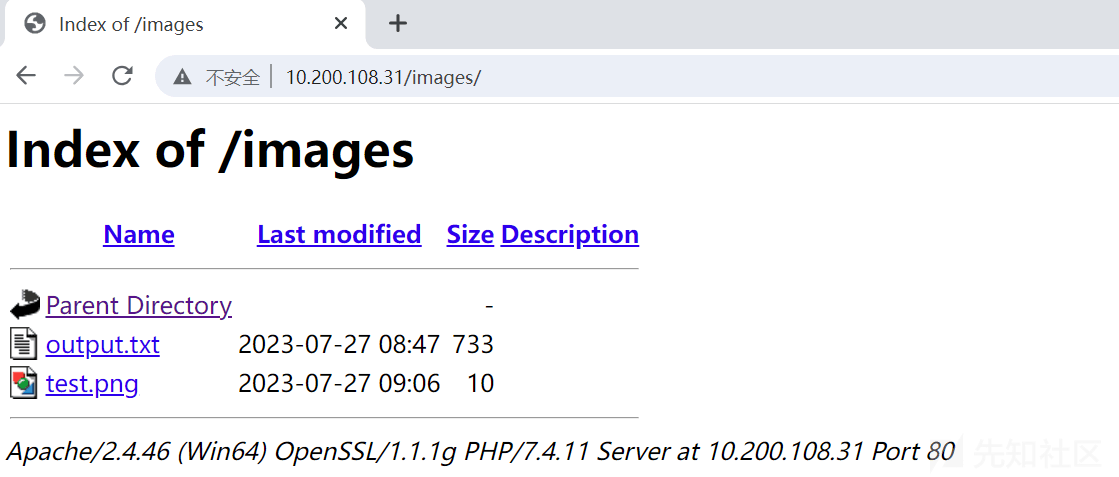 Index of /images
不安全 10.200.108.31/images/
Index of /images
Name Last modified Size Description
Parent Directory -
output.txt 2023-07-27 08:47 733
test.png 2023-07-27 09:06 10
Apache/2.4.46 (Win64) OpenSSL/1.1.1g PHP/7.4.11 Server at 10.200.108.31 Port 80
先知社区